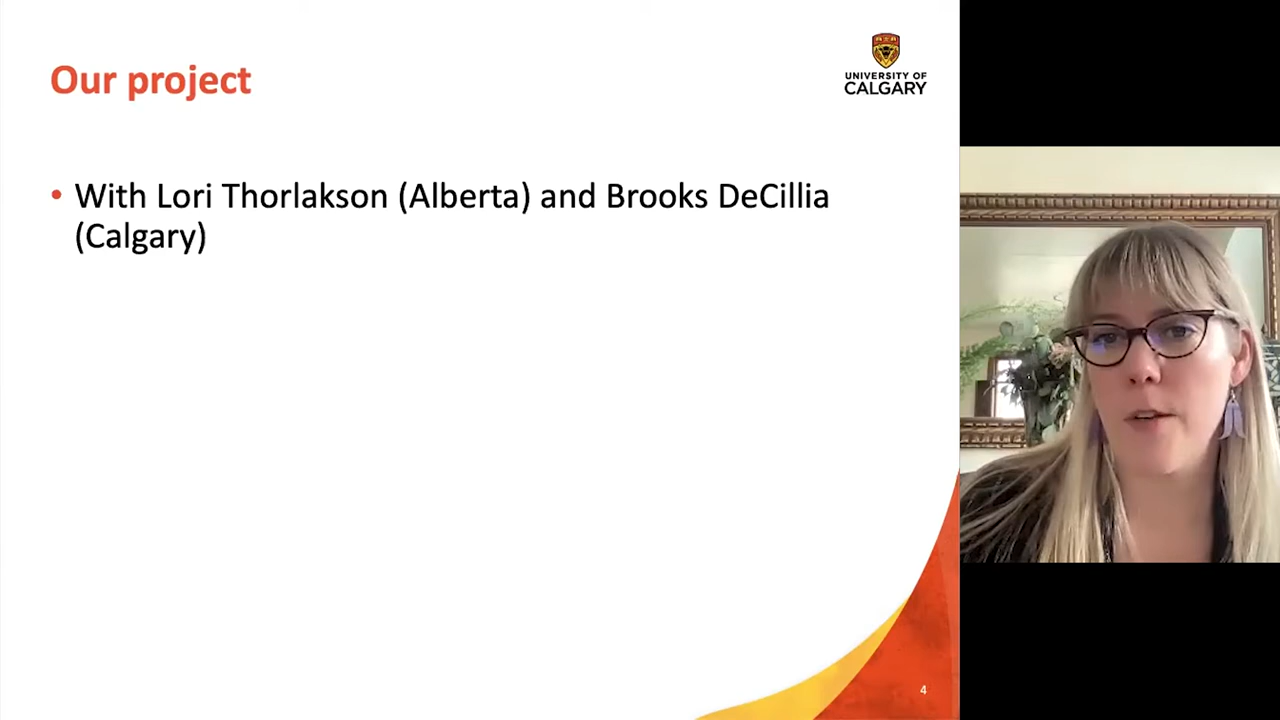 Our project
UNIVERSITY OF
CALGARY
• With Lori Thorlakson (Alberta) and Brooks DeCillia
(Calgary)
4